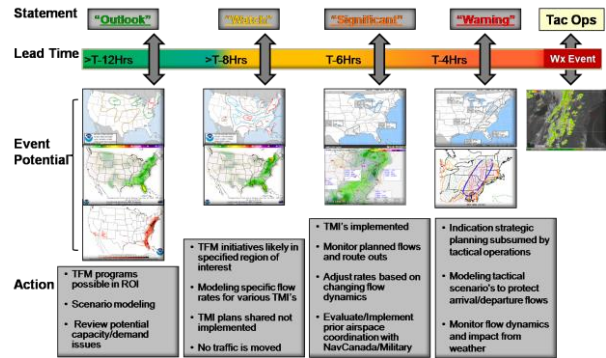 Statement
"Outlook"
"Watch"
"Significant"
"Warning"
Tac Ops
Lead Time
>T-12Hrs
>T-8Hrs
T-6Hrs
T-4Hrs
Wx Event
Event
Potential
Action
• TFM programs
possible in ROI
• Scenario modeling
• Review potential
capacity/demand
issues
• TFM initiatives likely in
specified region of
interest
• Modeling specific flow
rates for various TMI's
• TMI plans shared not
implemented
• No traffic is moved
• TMI's implemented
• Monitor planned flows
and route outs
• Adjust rates based on
changing flow
dynamics
• Evaluate/Implement
prior airspace
coordination with
NavCanada/Military
• Indication strategic
planning subsumed by
tactical operations
• Modeling tactical
scenario's to protect
arrival/departure flows
• Monitor flow dynamics
and impact from
weather